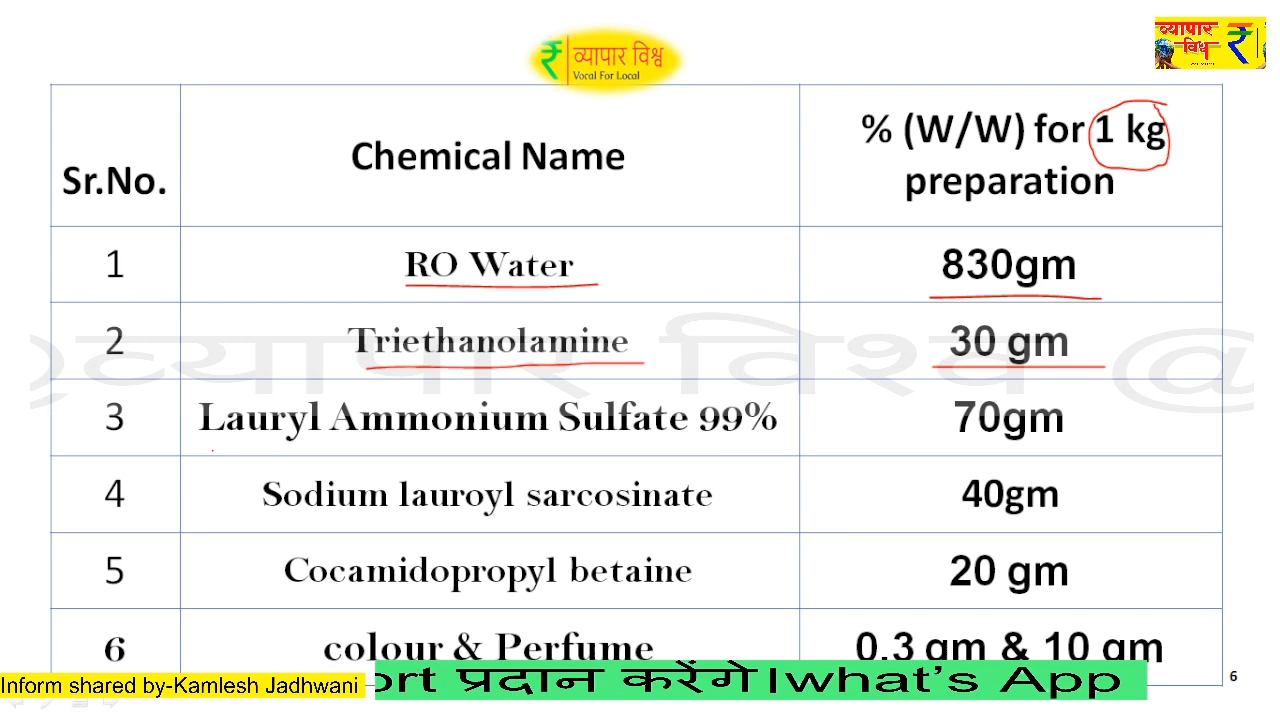 व्यापार विश्व
Vocal For Local
व्यापार
विश्व
Sr.No.
Chemical Name
% (W/W) for 1 kg
preparation
1
RO Water
830gm
2
Triethanolamine
30 gm
3
Lauryl Ammonium Sulfate 99%
70gm
4
Sodium lauroyl sarcosinate
40gm
5
Cocamidopropyl betaine
20 gm
6
colour & Perfume
0.3 gm & 10 gm
व्यापार विश्व @
Inform shared by-Kamlesh Jadhwani
ort प्रदान करेंगे।what's App
6